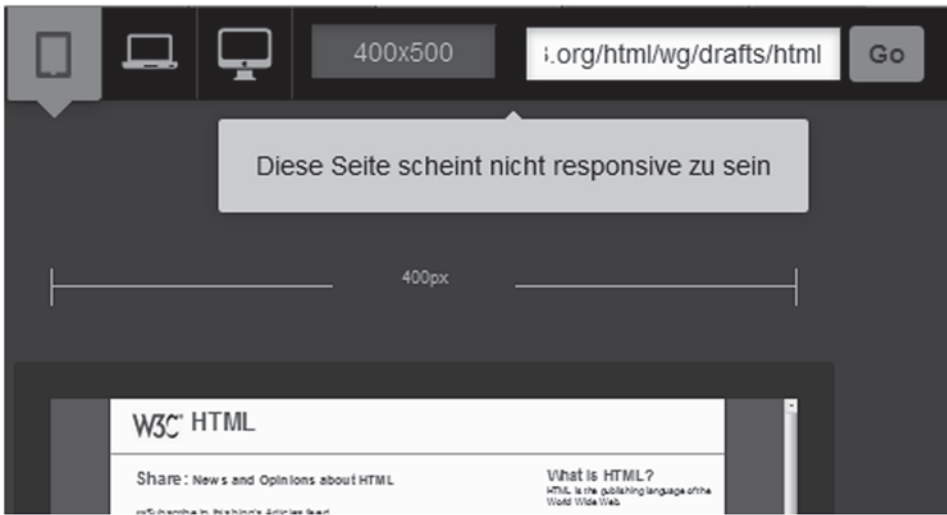 400x500
.org/html/wg/drafts/html
Go
Diese Seite scheint nicht responsive zu sein
400px
W3C HTML
Share: News and Opinions about HTML
What is HTML?
HTML is the publishing language of the
World Wide Web.